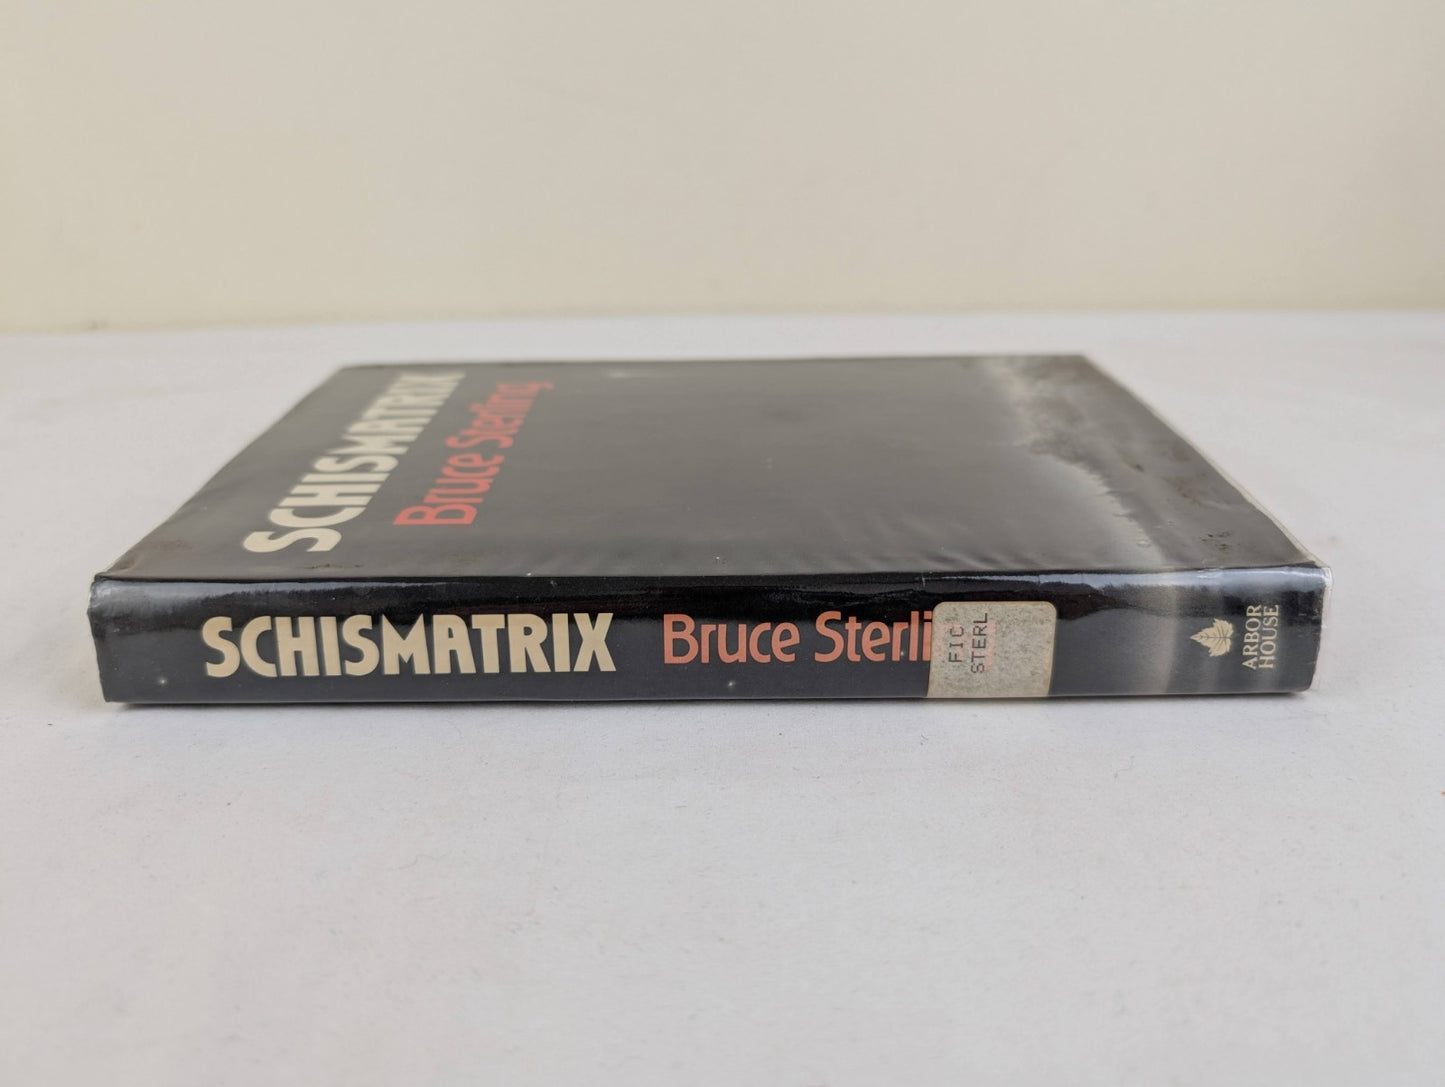 SCHISMATRIX
Bruce Sterling
SCHISMATRIX Bruce Sterli
FIC
STERL
ARBOR
HOUSE